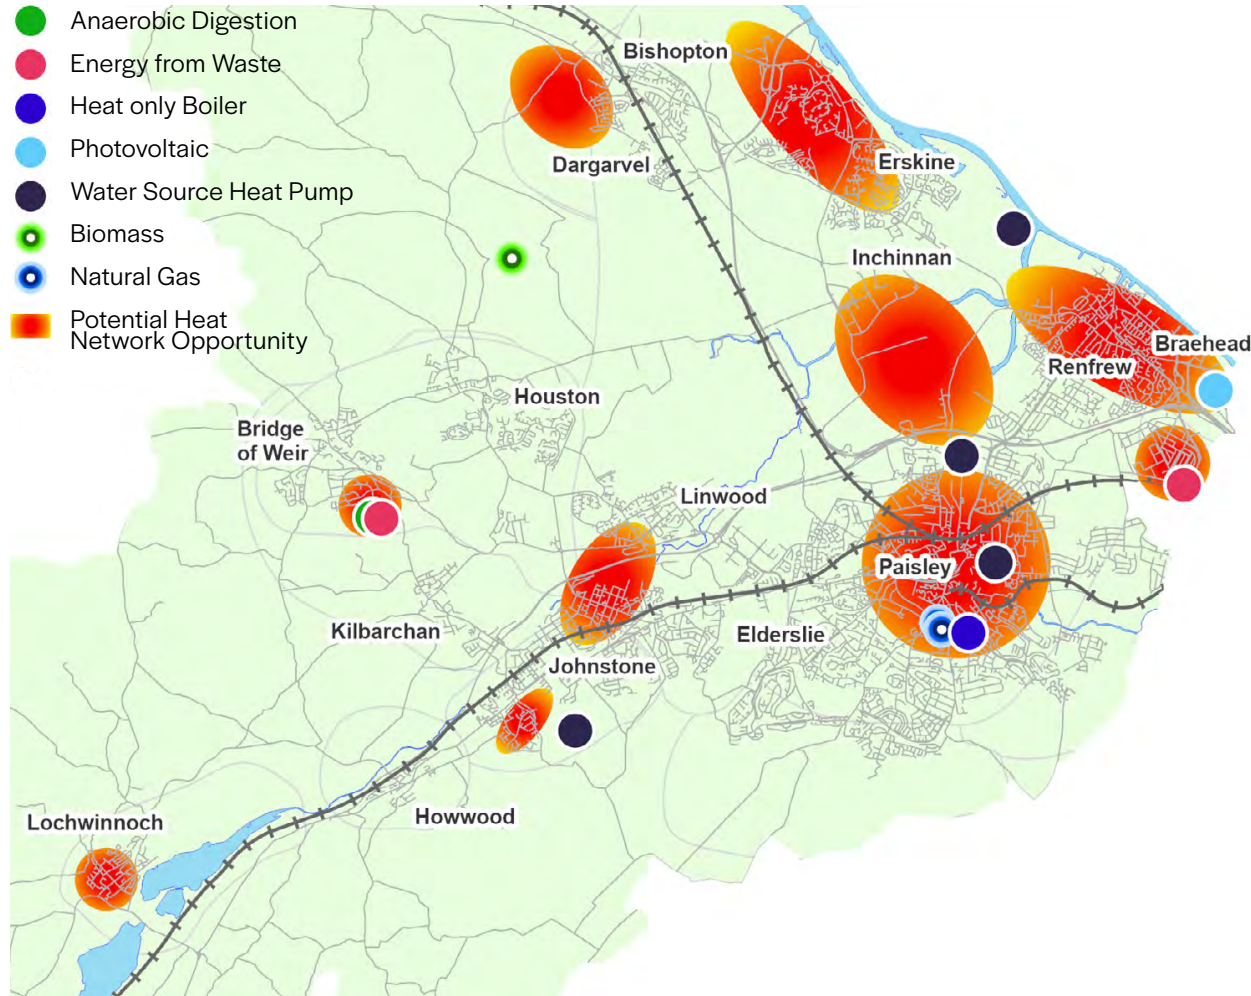 Anaerobic Digestion
Energy from Waste
Heat only Boiler
Photovoltaic
Water Source Heat Pump
Biomass
Natural Gas
Potential Heat
Network Opportunity
Bishopton
Dargarvel
Erskine
Inchinnan
Braehead
Renfrew
Houston
Bridge
of Weir
Linwood
Paisley
Kilbarchan
Elderslie
Johnstone
Howwood
Lochwinnoch